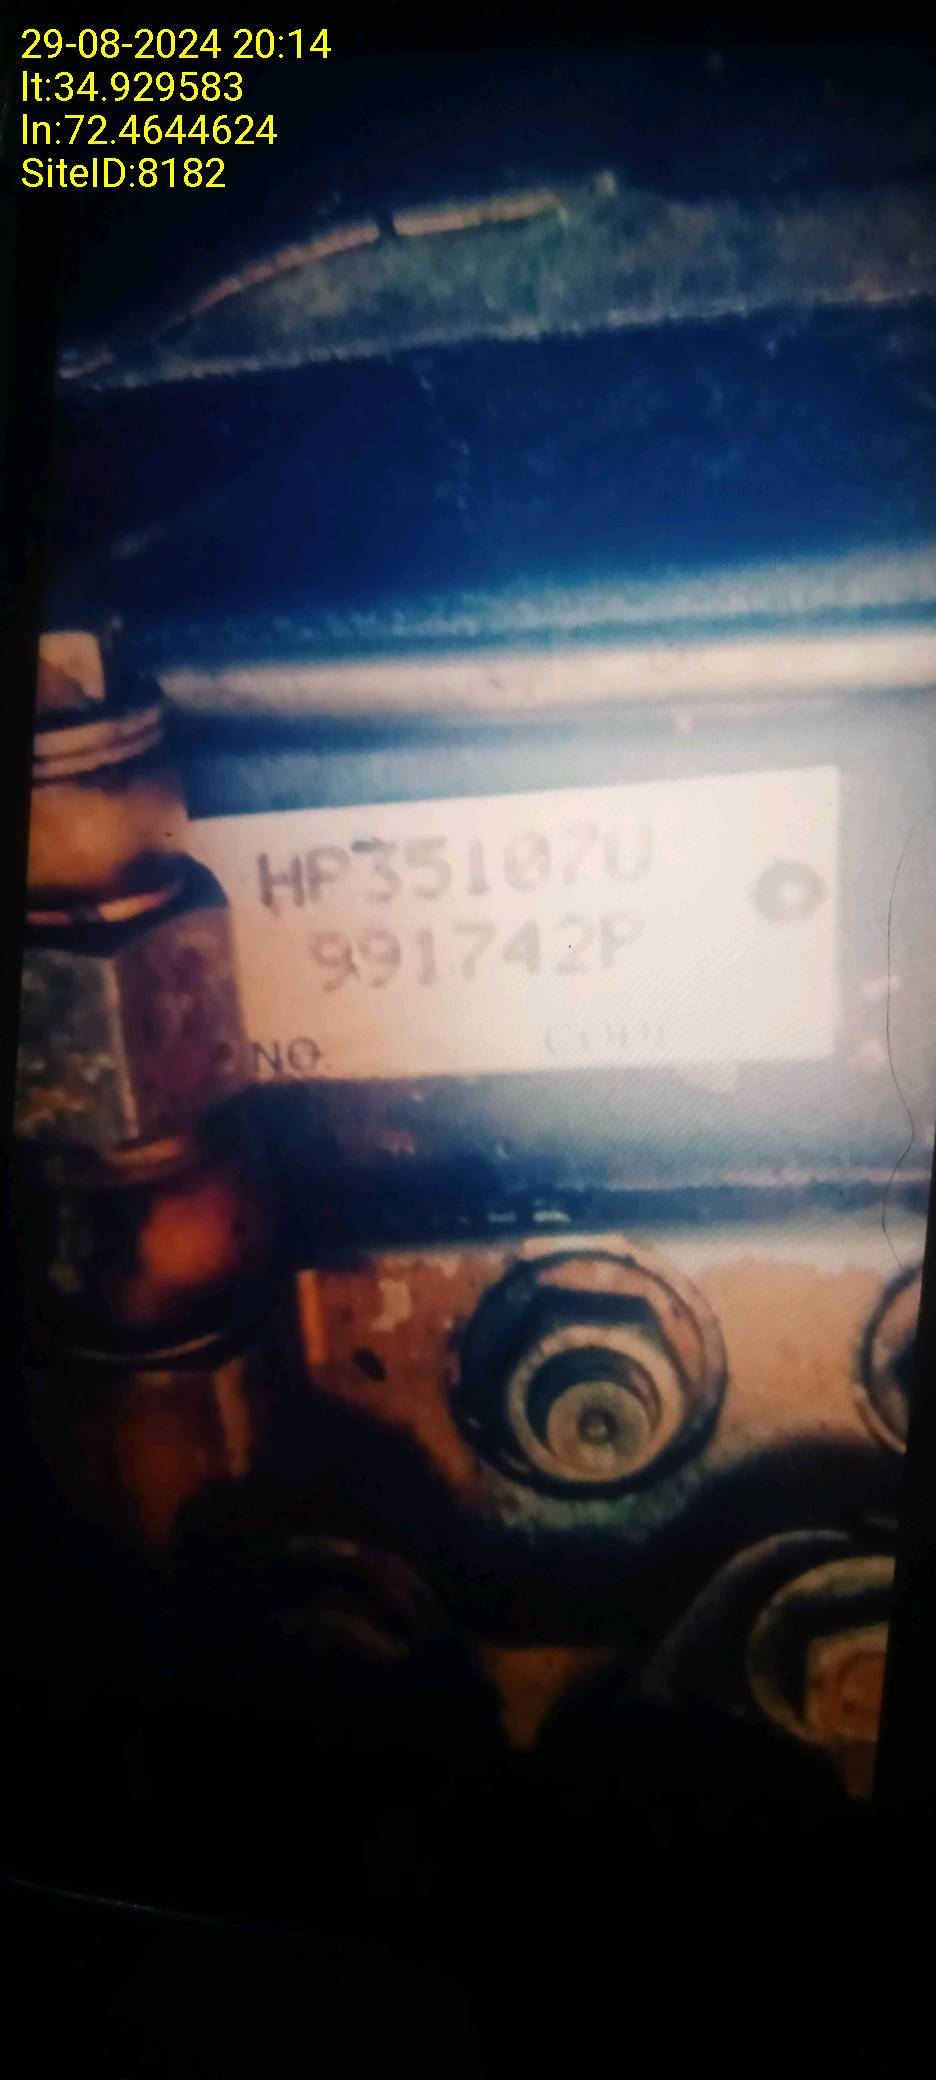 29-08-2024 20:14
lt:34.929583
ln:72.4644624
SiteID:8182
HP35107U
991742P
NO.